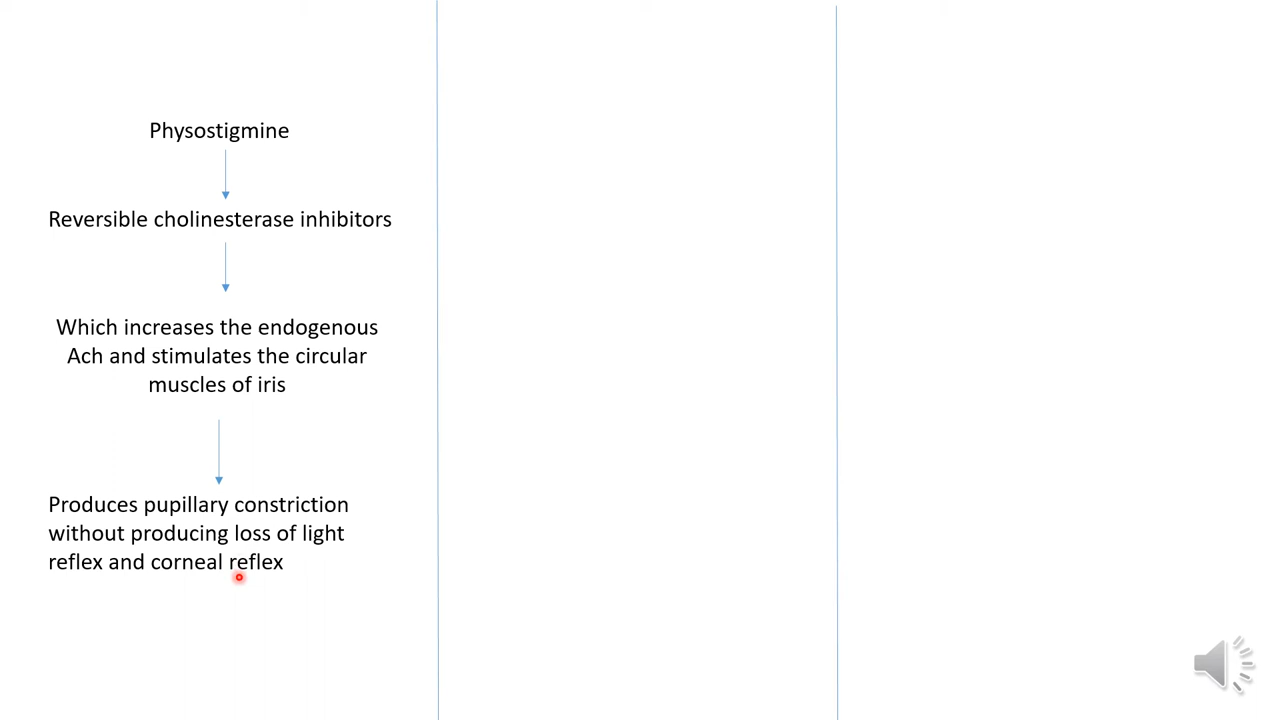 Physostigmine
Reversible cholinesterase inhibitors
Which increases the endogenous
Ach and stimulates the circular
muscles of iris
Produces pupillary constriction
without producing loss of light
reflex and corneal reflex